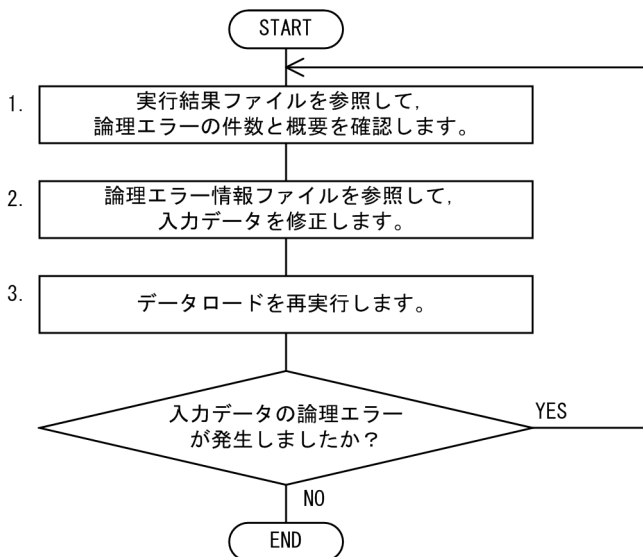 START
1.
実行結果ファイルを参照して,
論理エラーの件数と概要を確認します。
2.
論理エラー情報ファイルを参照して,
入力データを修正します。
3.
データロードを再実行します。
入力データの論理エラー
が発生しましたか？
YES
NO
END